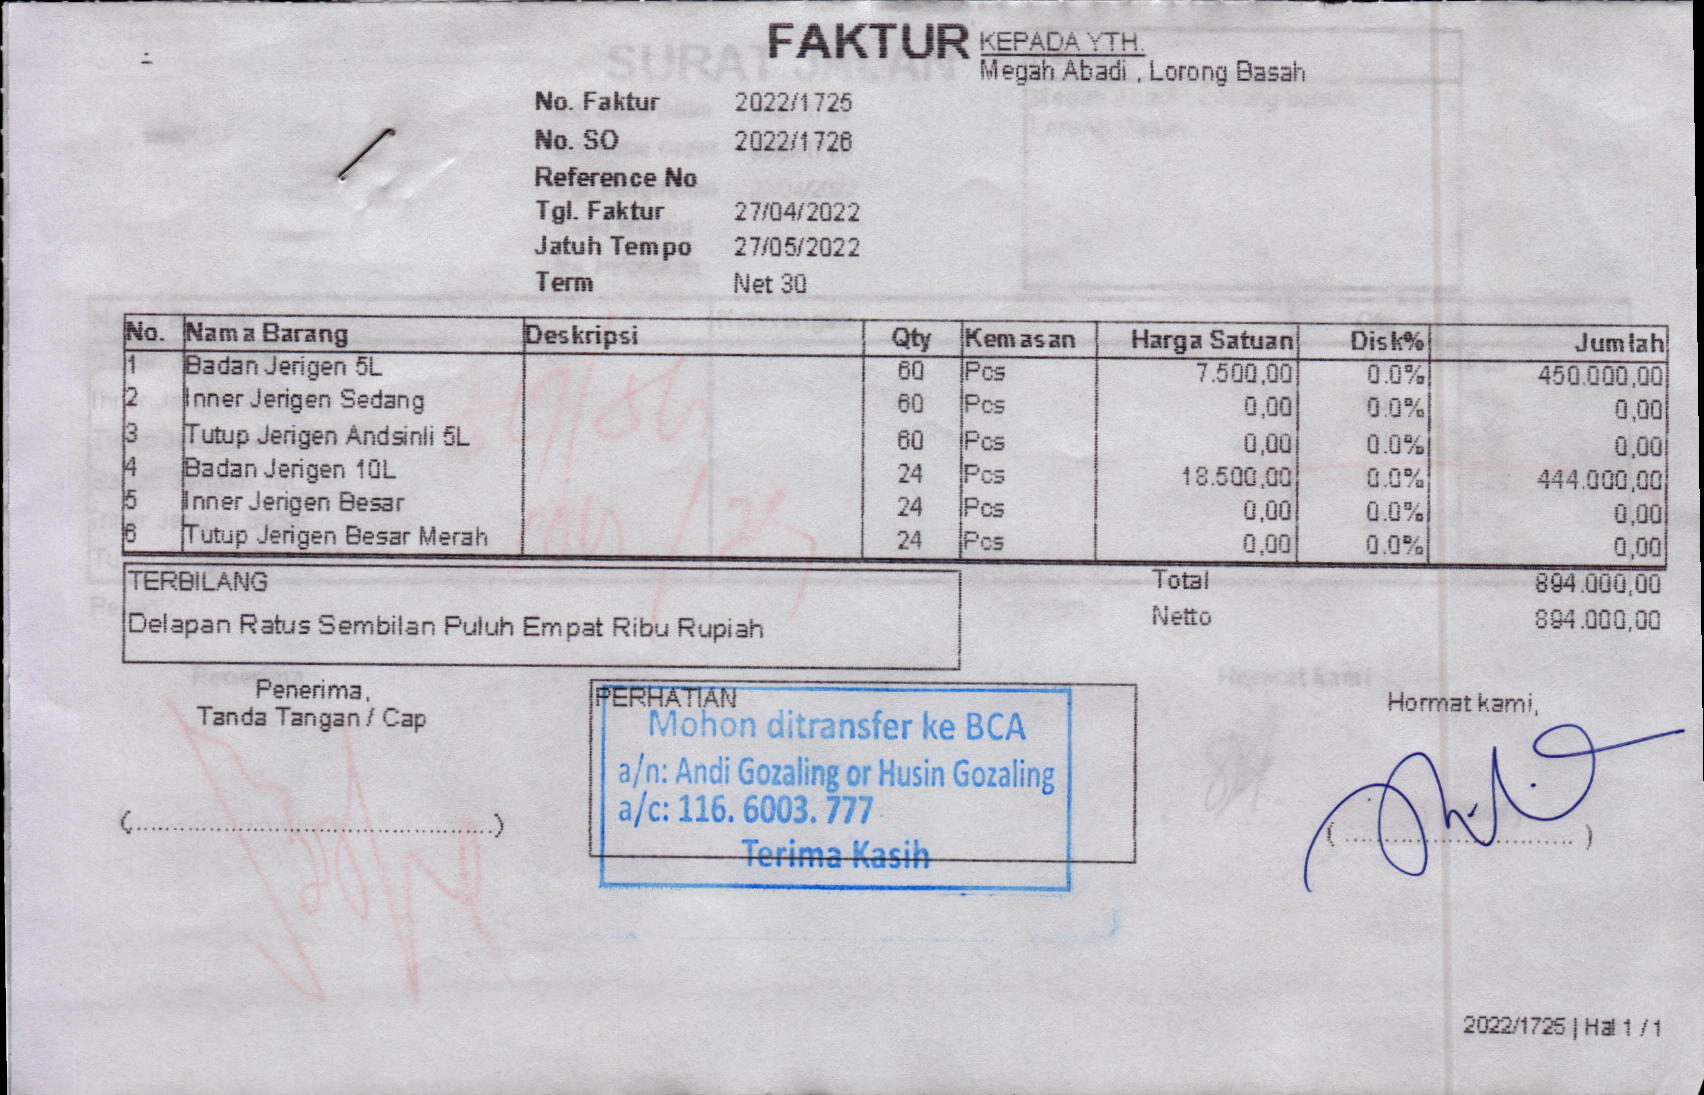 FAKTUR
KEPADA YTH.
Megah Abadi , Lorong Basah
No. Faktur 2022/1725
No. SO 2022/1726
Reference No
Tgl. Faktur 27/04/2022
Jatuh Tempo 27/05/2022
Term Net 30
No. Nama Barang Deskripsi Qty Kemasan Harga Satuan Disk% Jumlah
1 Badan Jerigen 5L 60 Pcs 7.500,00 0.0% 450.000,00
2 Inner Jerigen Sedang 60 Pcs 0,00 0.0% 0,00
3 Tutup Jerigen Andsinli 5L 60 Pcs 0,00 0.0% 0,00
4 Badan Jerigen 10L 24 Pcs 18.500,00 0.0% 444.000,00
5 Inner Jerigen Besar 24 Pcs 0,00 0.0% 0,00
6 Tutup Jerigen Besar Merah 24 Pcs 0,00 0.0% 0,00
TERBILANG
Delapan Ratus Sembilan Puluh Empat Ribu Rupiah
Total 894.000,00
Netto 894.000,00
Penerima,
Tanda Tangan / Cap
(................................................)
PERHATIAN
Mohon ditransfer ke BCA
a/n: Andi Gozaling or Husin Gozaling
a/c: 116. 6003. 777
Terima Kasih
Hormat kami,
(................................)
2022/1725 | Hal 1 / 1